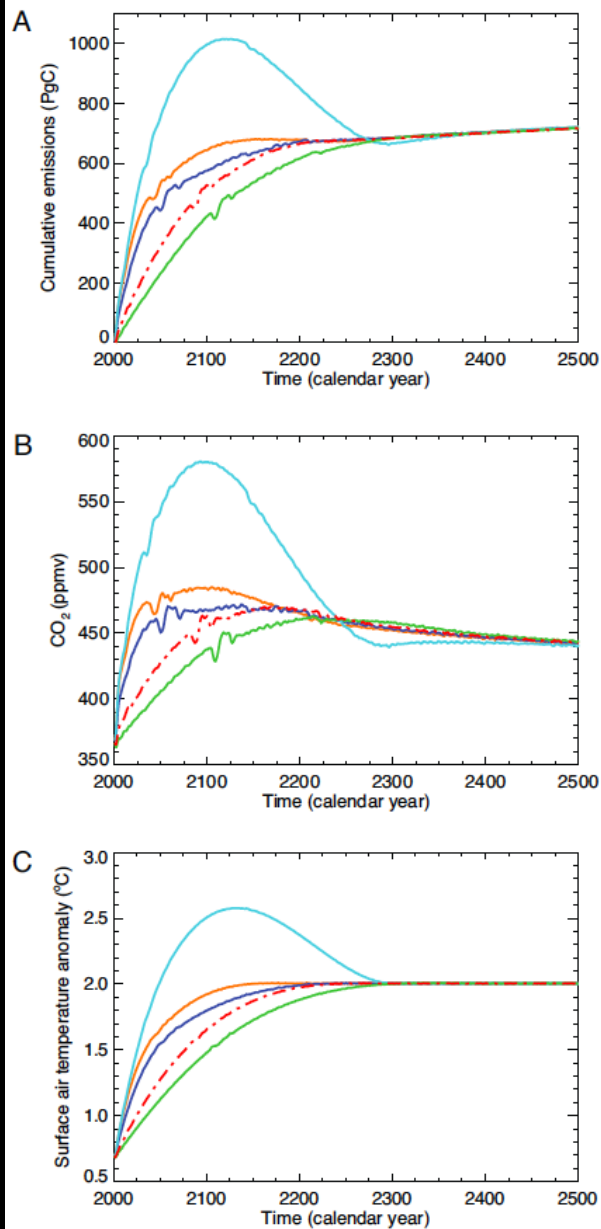 A
Cumulative emissions (PgC)
1000
800
600
400
200
0
2000 2100 2200 2300 2400 2500
Time (calendar year)
B
CO₂ (ppmv)
600
550
500
450
400
350
2000 2100 2200 2300 2400 2500
Time (calendar year)
C
Surface air temperature anomaly (ºC)
3.0
2.5
2.0
1.5
1.0
0.5
2000 2100 2200 2300 2400 2500
Time (calendar year)